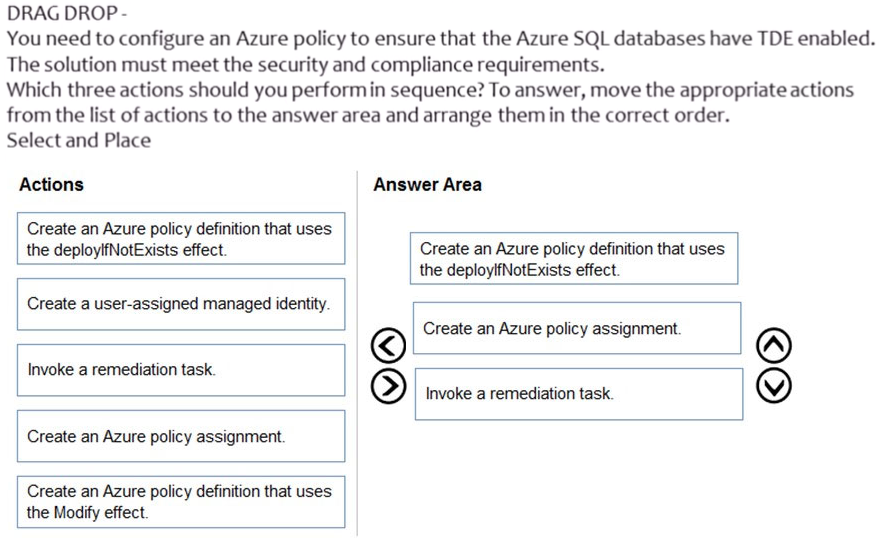 DRAG DROP -
You need to configure an Azure policy to ensure that the Azure SQL databases have TDE enabled.
The solution must meet the security and compliance requirements.
Which three actions should you perform in sequence? To answer, move the appropriate actions
from the list of actions to the answer area and arrange them in the correct order.
Select and Place
Actions
Create an Azure policy definition that uses
the deployIfNotExists effect.
Create a user-assigned managed identity.
Invoke a remediation task.
Create an Azure policy assignment.
Create an Azure policy definition that uses
the Modify effect.
Answer Area
Create an Azure policy definition that uses
the deployIfNotExists effect.
Create an Azure policy assignment.
Invoke a remediation task.